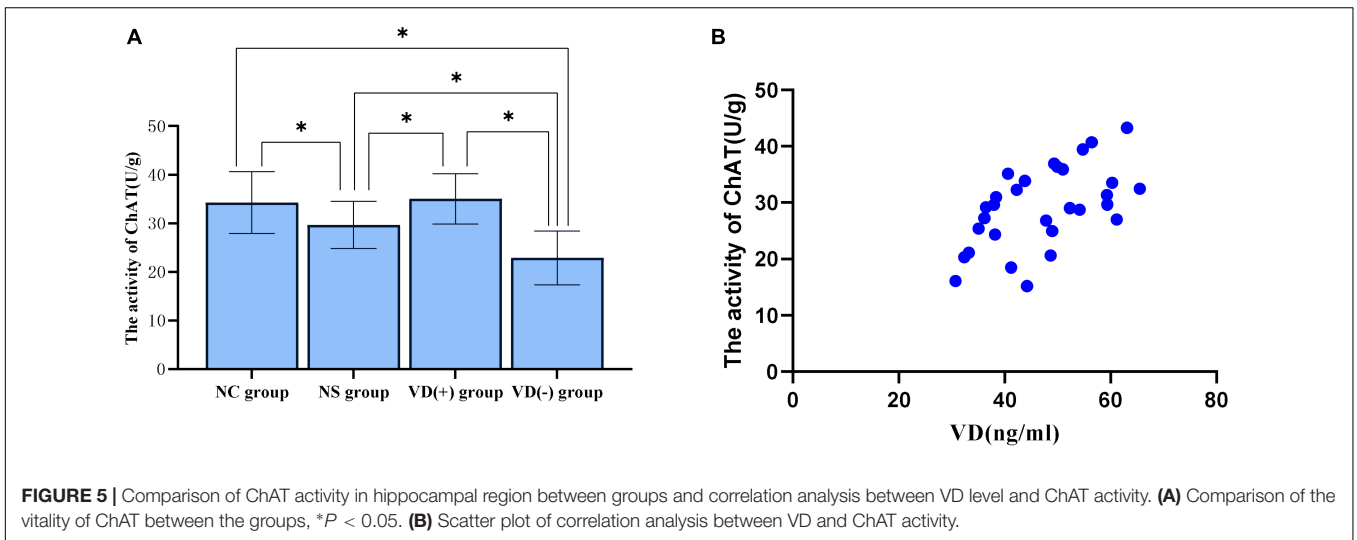 A
*
*
*
*
*
The activity of ChAT(U/g)
50
40
30
20
10
0
NC group
NS group
VD(+) group
VD(-) group
B
The activity of ChAT(U/g)
50
40
30
20
10
0
0
20
40
60
80
VD(ng/ml)
FIGURE 5 | Comparison of ChAT activity in hippocampal region between groups and correlation analysis between VD level and ChAT activity. (A) Comparison of the
vitality of ChAT between the groups, *P < 0.05. (B) Scatter plot of correlation analysis between VD and ChAT activity.